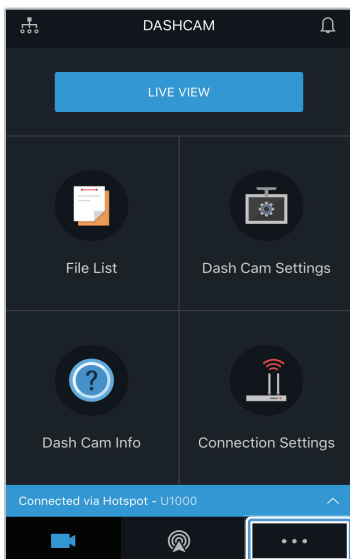 DASHCAM
LIVE VIEW
File List
Dash Cam Settings
Dash Cam Info
Connection Settings
Connected via Hotspot - U1000